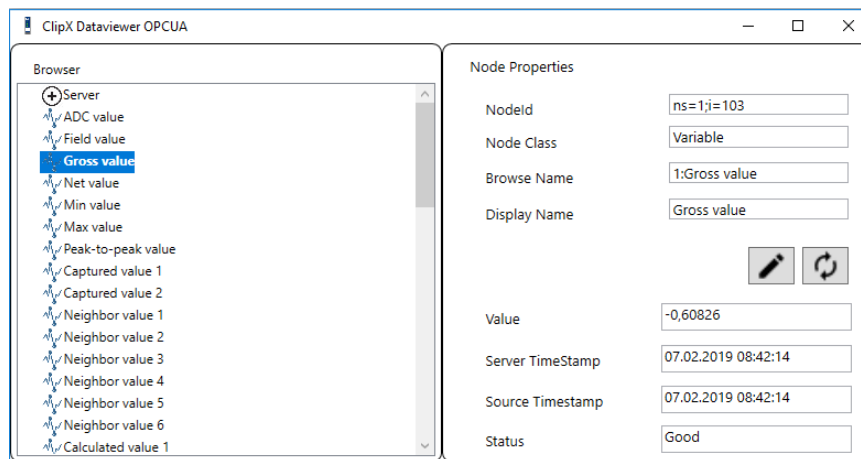 ClipX Dataviewer OPCUA
Browser
Server
ADC value
Field value
Gross value
Net value
Min value
Max value
Peak-to-peak value
Captured value 1
Captured value 2
Neighbor value 1
Neighbor value 2
Neighbor value 3
Neighbor value 4
Neighbor value 5
Neighbor value 6
Calculated value 1
Node Properties
NodeId ns=1;i=103
Node Class Variable
Browse Name 1:Gross value
Display Name Gross value
Value -0,60826
Server TimeStamp 07.02.2019 08:42:14
Source Timestamp 07.02.2019 08:42:14
Status Good